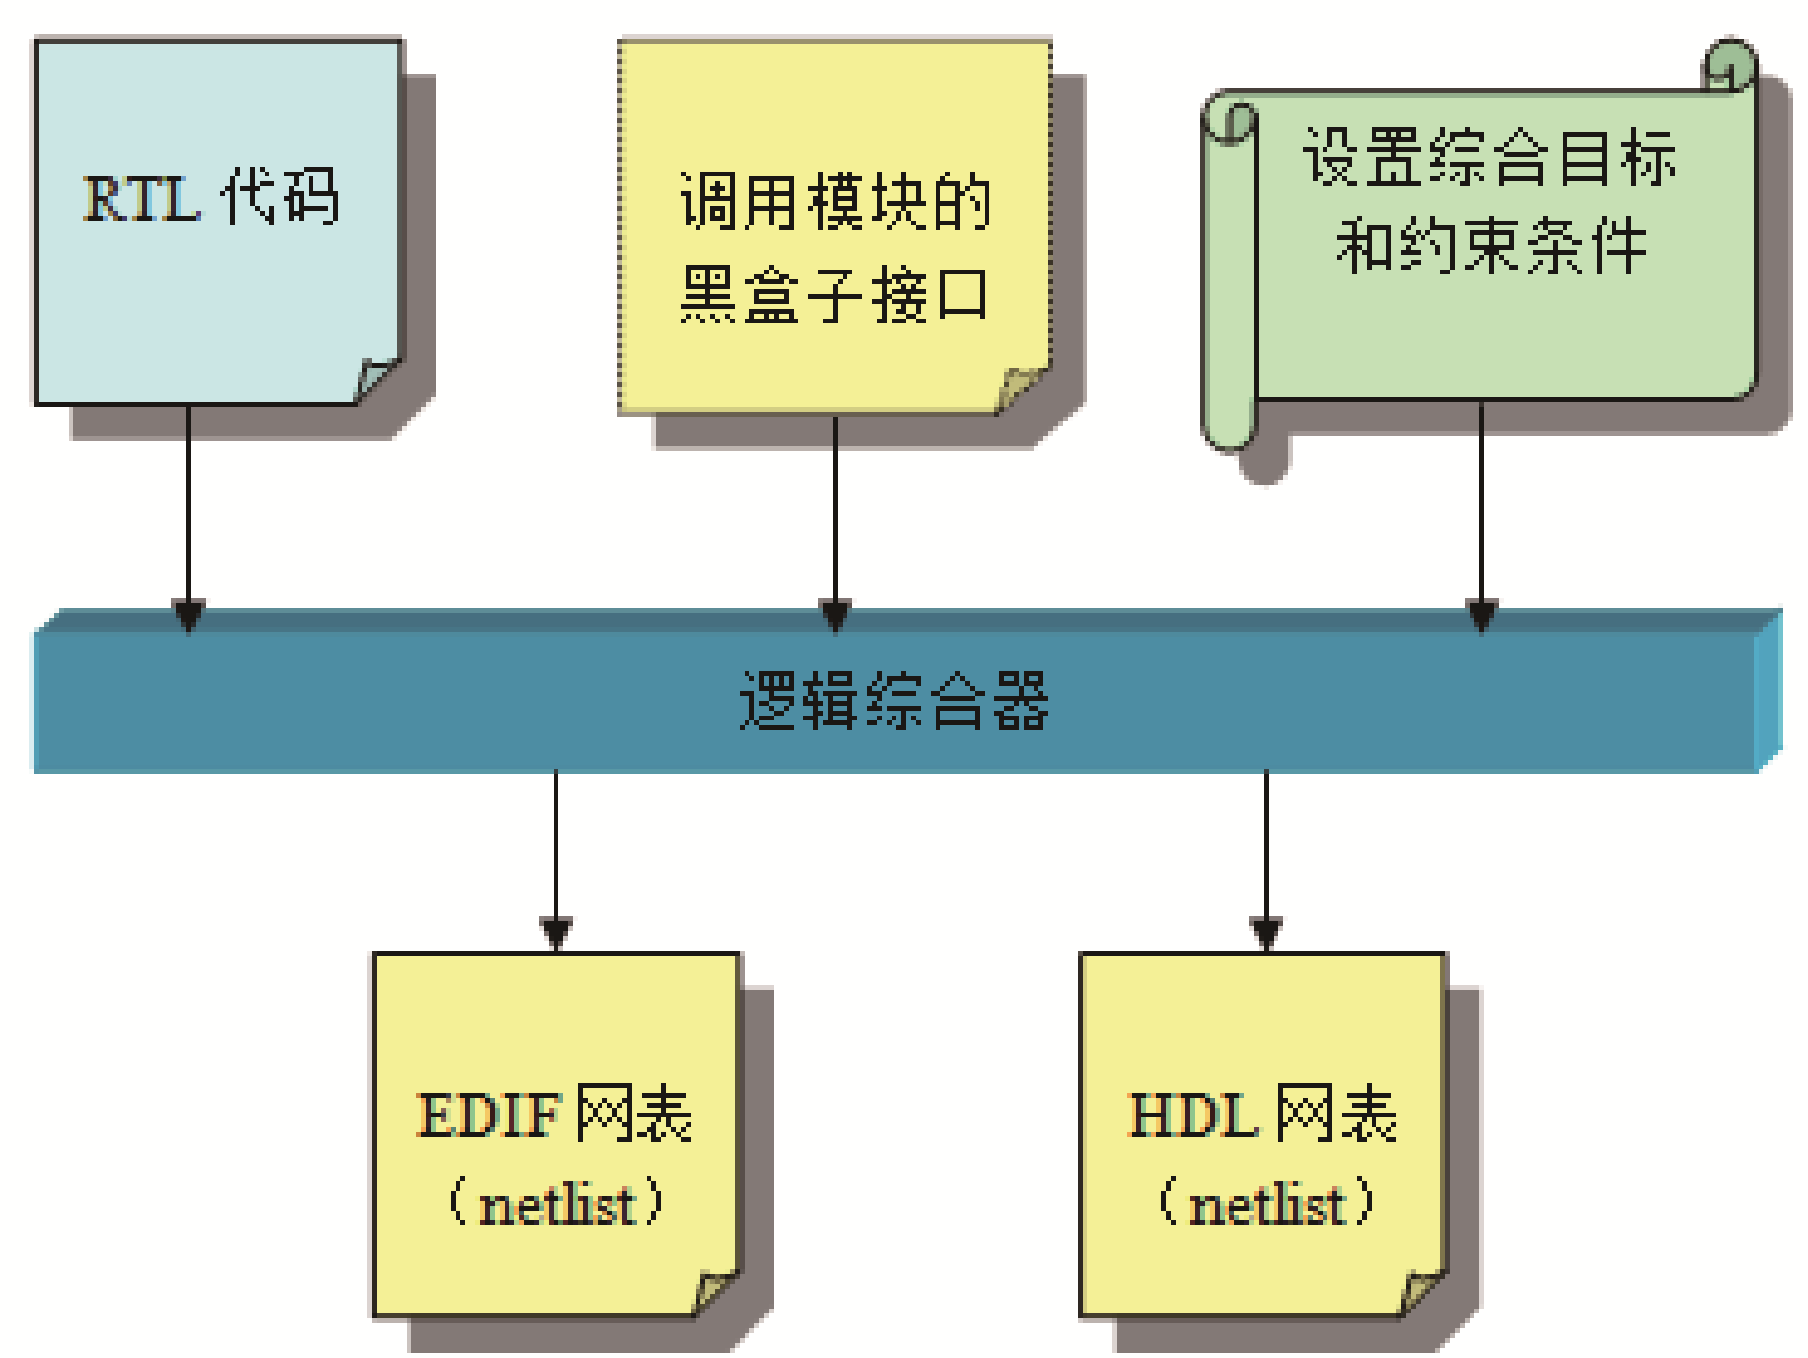 RTL 代码
调用模块的
黑盒子接口
设置综合目标
和约束条件
逻辑综合器
EDIF 网表
（netlist）
HDL 网表
（netlist）